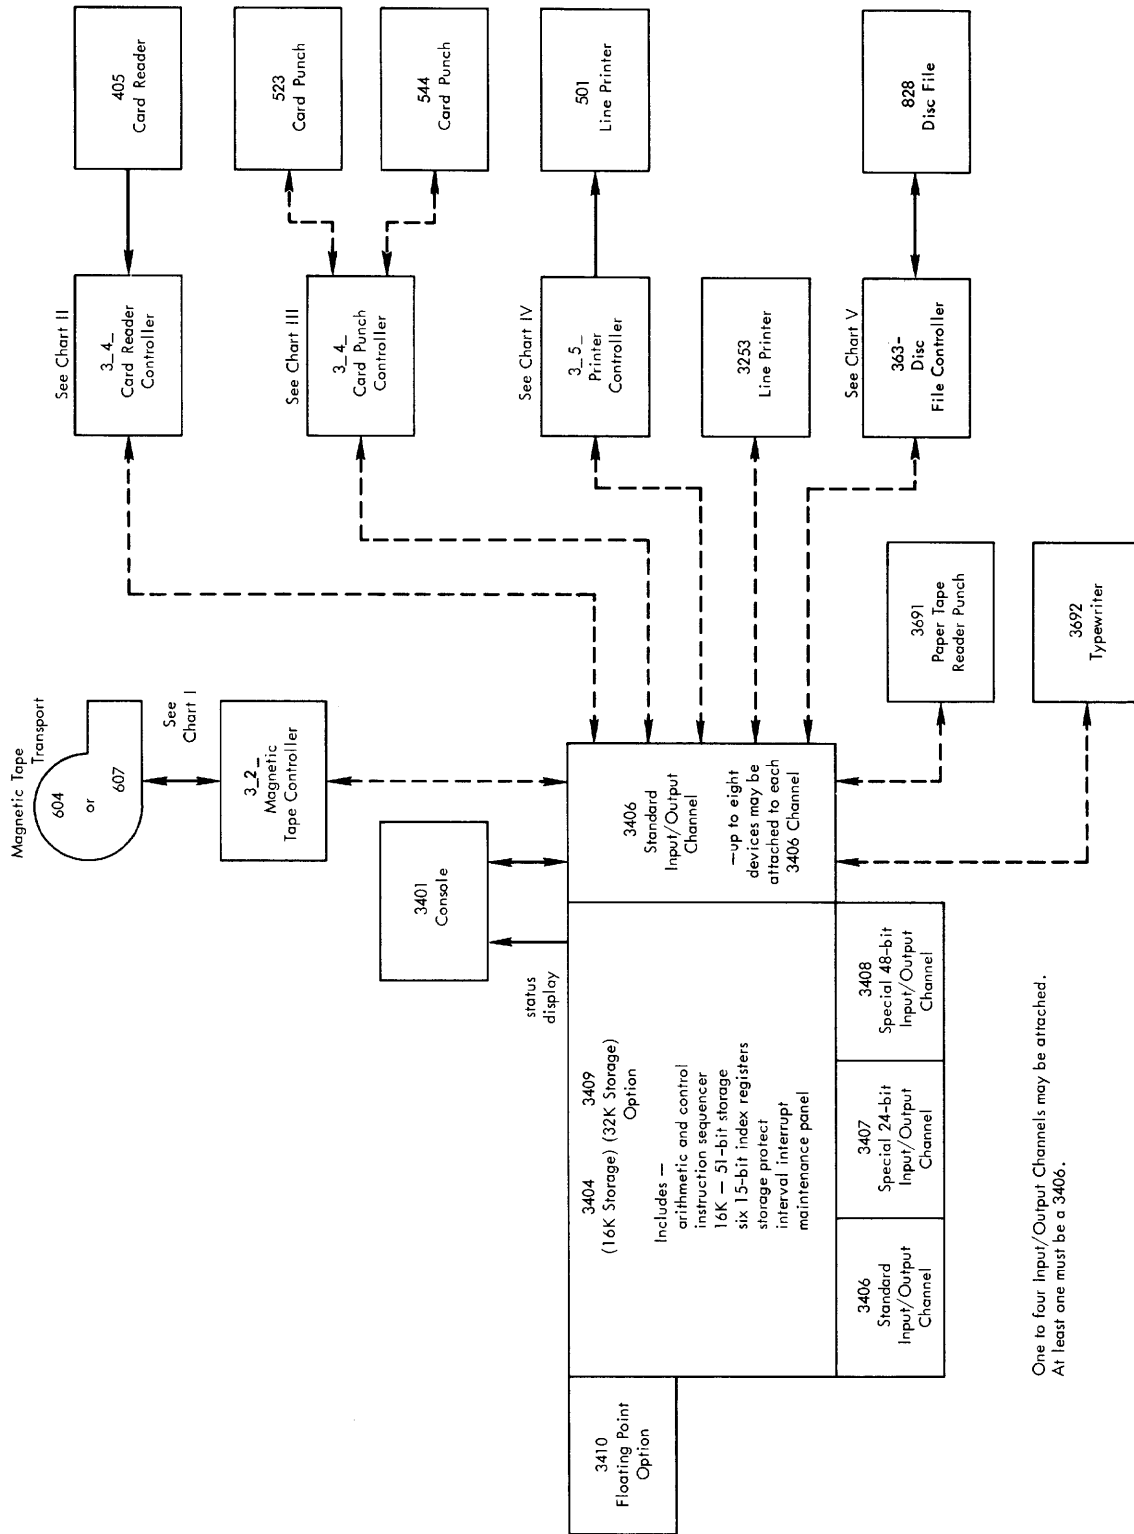 Magnetic Tape
Transport
604
or
607
See
Chart I
3_2_
Magnetic
Tape Controller
3401
Console
status
display
3410
Floating Point
Option
3404 3409
(16K Storage) (32K Storage)
Option
Includes —
arithmetic and control
instruction sequencer
16K — 51-bit storage
six 15-bit index registers
storage protect
interval interrupt
maintenance panel
3406
Standard
Input/Output
Channel
—up to eight
devices may be
attached to each
3406 Channel
3406
Standard
Input/Output
Channel
3407
Special 24-bit
Input/Output
Channel
3408
Special 48-bit
Input/Output
Channel
See Chart II
3_4_
Card Reader
Controller
405
Card Reader
See Chart III
3_4_
Card Punch
Controller
523
Card Punch
544
Card Punch
See Chart IV
3_5_
Printer
Controller
501
Line Printer
3253
Line Printer
See Chart V
363-
Disc
File Controller
828
Disc File
3691
Paper Tape
Reader Punch
3692
Typewriter
One to four Input/Output Channels may be attached.
At least one must be a 3406.